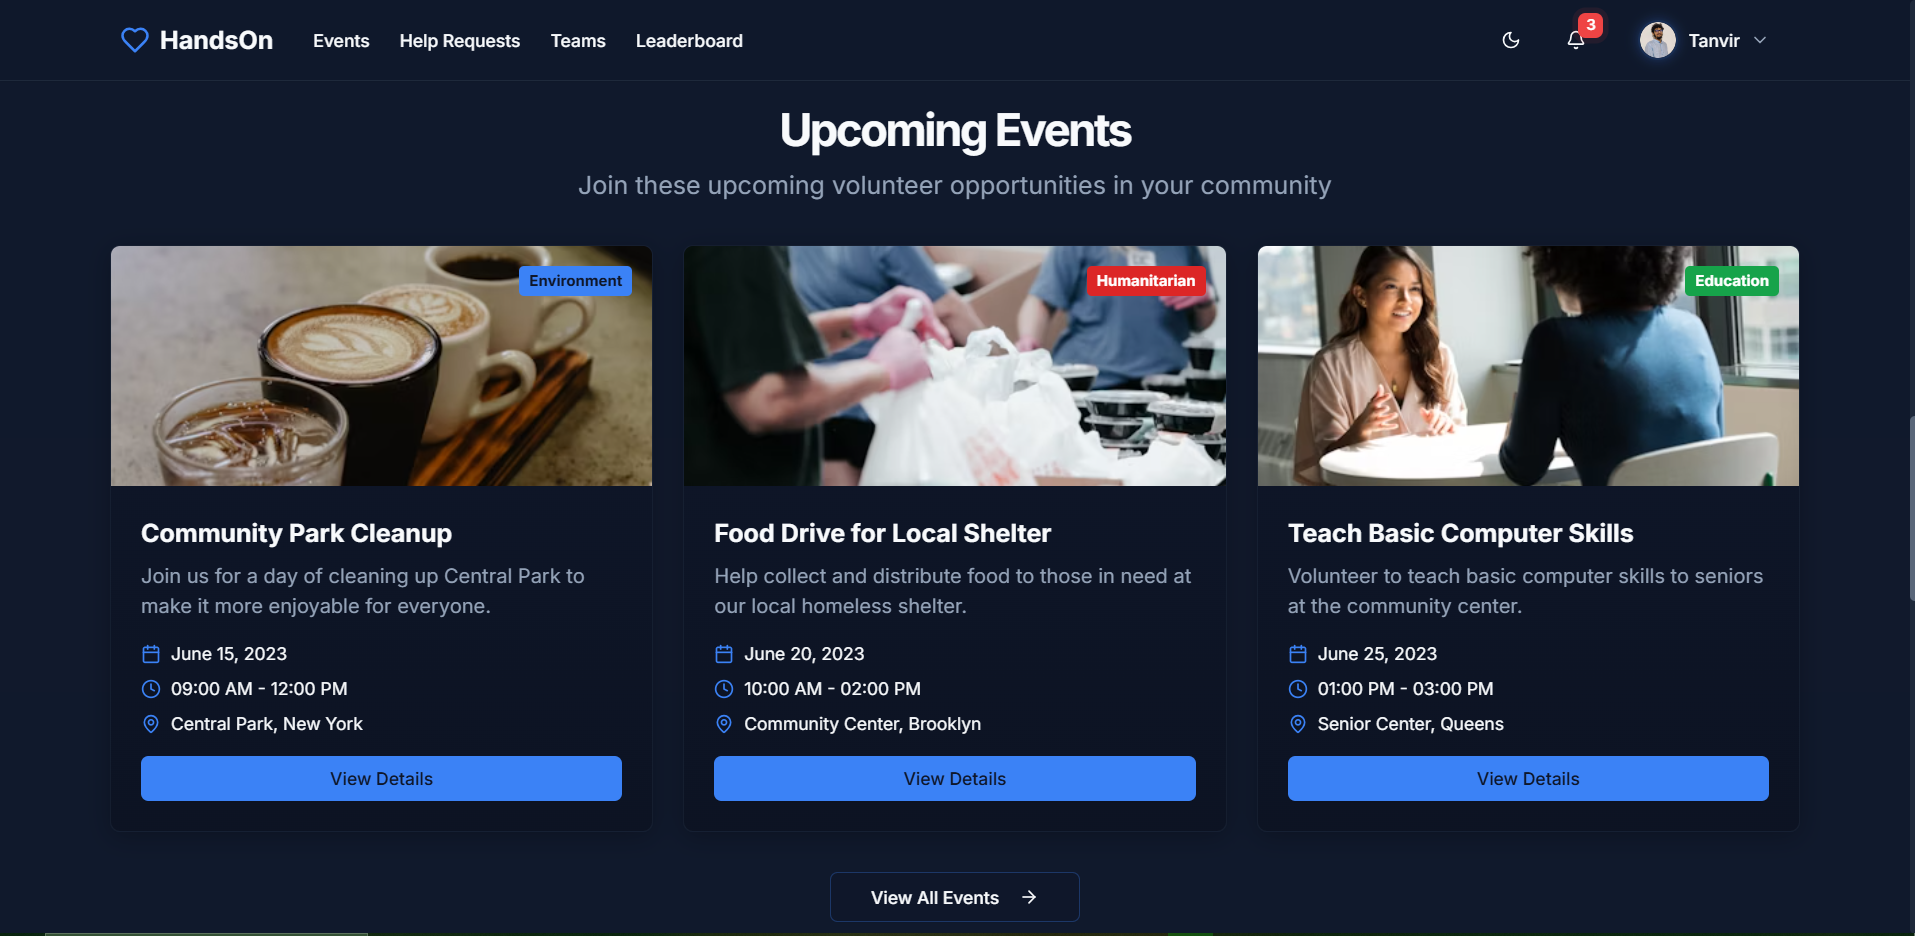 HandsOn
Events
Help Requests
Teams
Leaderboard
3
Tanvir
Upcoming Events
Join these upcoming volunteer opportunities in your community
Environment
Community Park Cleanup
Join us for a day of cleaning up Central Park to
make it more enjoyable for everyone.
June 15, 2023
09:00 AM - 12:00 PM
Central Park, New York
View Details
Humanitarian
Food Drive for Local Shelter
Help collect and distribute food to those in need at
our local homeless shelter.
June 20, 2023
10:00 AM - 02:00 PM
Community Center, Brooklyn
View Details
Education
Teach Basic Computer Skills
Volunteer to teach basic computer skills to seniors
at the community center.
June 25, 2023
01:00 PM - 03:00 PM
Senior Center, Queens
View Details
View All Events